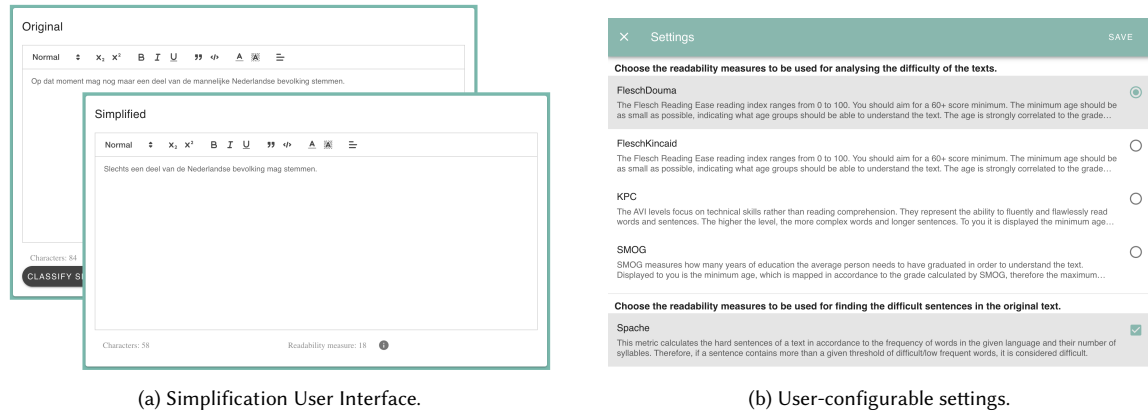 Original
Normal X₂ X² B I U ” </> A A
Op dat moment mag nog maar een deel van de mannelijke Nederlandse bevolking stemmen.
Characters: 84
CLASSIFY S
Simplified
Normal X₂ X² B I U ” </> A A
Slechts een deel van de Nederlandse bevolking mag stemmen.
Characters: 58 Readability measure: 18
(a) Simplification User Interface.
× Settings SAVE
Choose the readability measures to be used for analysing the difficulty of the texts.
FleschDouma
The Flesch Reading Ease reading index ranges from 0 to 100. You should aim for a 60+ score minimum. The minimum age should be
as small as possible, indicating what age groups should be able to understand the text. The age is strongly correlated to the grade…
FleschKincaid
The Flesch Reading Ease reading index ranges from 0 to 100. You should aim for a 60+ score minimum. The minimum age should be
as small as possible, indicating what age groups should be able to understand the text. The age is strongly correlated to the grade…
KPC
The AVI levels focus on technical skills rather than reading comprehension. They represent the ability to fluently and flawlessly read
words and sentences. The higher the level, the more complex words and longer sentences. To you it is displayed the minimum age…
SMOG
SMOG measures how many years of education the average person needs to have graduated in order to understand the text.
Displayed to you is the minimum age, which is mapped in accordance to the grade calculated by SMOG, therefore the maximum…
Choose the readability measures to be used for finding the difficult sentences in the original text.
Spache
This metric calculates the hard sentences of a text in accordance to the frequency of words in the given language and their number of
syllables. Therefore, if a sentence contains more than a given threshold of difficult/low frequent words, it is considered difficult.
(b) User-configurable settings.